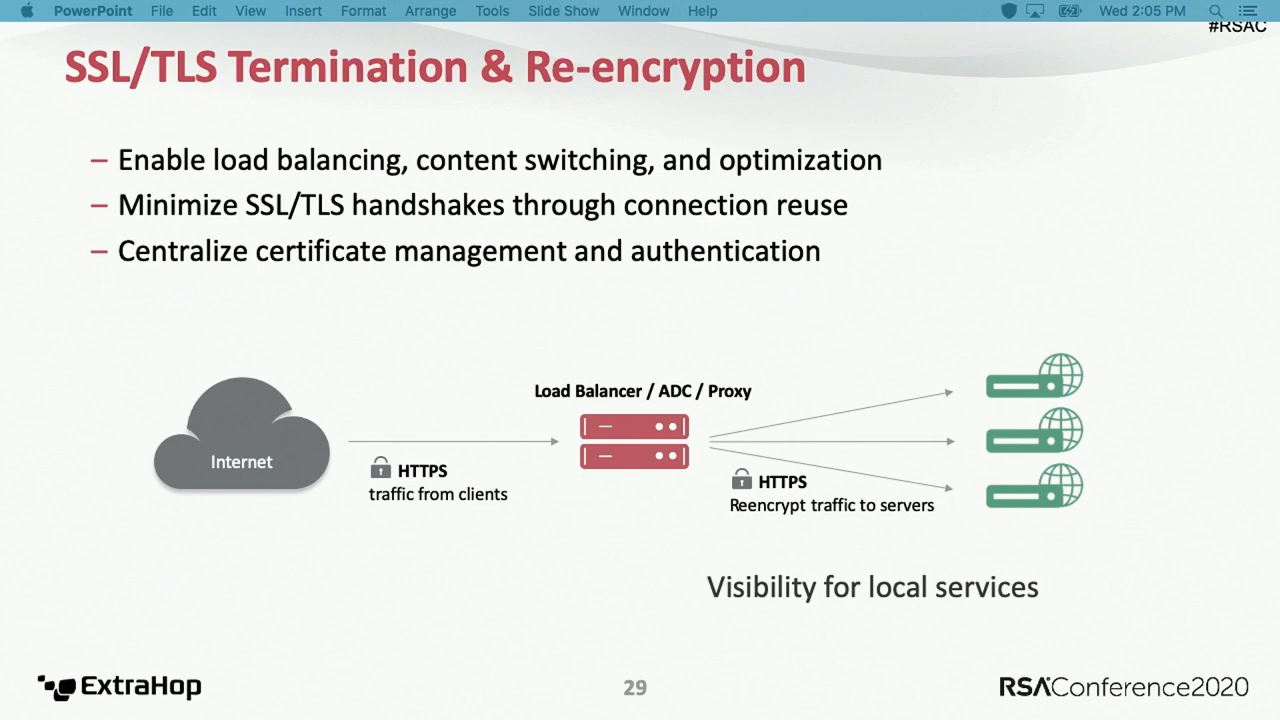 PowerPoint File Edit View Insert Format Arrange Tools Slide Show Window Help Wed 2:05 PM
#RSAC
SSL/TLS Termination & Re-encryption
– Enable load balancing, content switching, and optimization
– Minimize SSL/TLS handshakes through connection reuse
– Centralize certificate management and authentication
Load Balancer / ADC / Proxy
Internet
HTTPS
traffic from clients
HTTPS
Reencrypt traffic to servers
Visibility for local services
ExtraHop
29
RSAConference2020